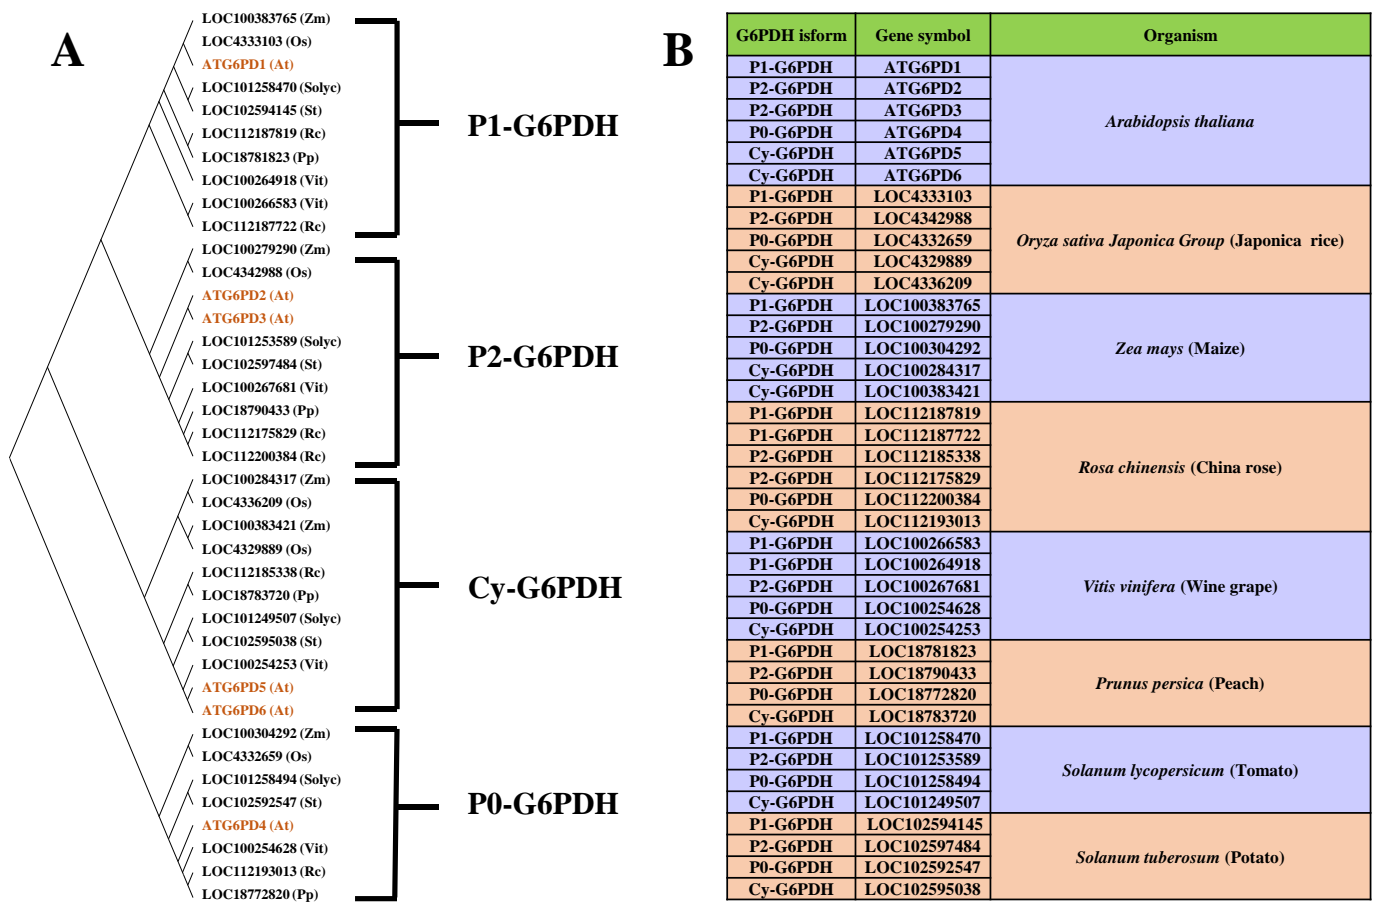 A
LOC100383765 (Zm)
LOC4333103 (Os)
ATG6PD1 (At)
LOC101258470 (Solyc)
LOC102594145 (St)
LOC112187819 (Rc)
LOC18781823 (Pp)
LOC100264918 (Vit)
LOC100266583 (Vit)
LOC112187722 (Rc)
P1-G6PDH
LOC100279290 (Zm)
LOC4342988 (Os)
ATG6PD2 (At)
ATG6PD3 (At)
LOC101253589 (Solyc)
LOC102597484 (St)
LOC100267681 (Vit)
LOC18790433 (Pp)
LOC112175829 (Rc)
LOC112200384 (Rc)
P2-G6PDH
LOC100284317 (Zm)
LOC4336209 (Os)
LOC100383421 (Zm)
LOC4329889 (Os)
LOC112185338 (Rc)
LOC18783720 (Pp)
LOC101249507 (Solyc)
LOC102595038 (St)
LOC100254253 (Vit)
ATG6PD5 (At)
ATG6PD6 (At)
Cy-G6PDH
LOC100304292 (Zm)
LOC4332659 (Os)
LOC101258494 (Solyc)
LOC102592547 (St)
ATG6PD4 (At)
LOC100254628 (Vit)
LOC112193013 (Rc)
LOC18772820 (Pp)
P0-G6PDH
B
G6PDH isform Gene symbol Organism
P1-G6PDH ATG6PD1
P2-G6PDH ATG6PD2
P2-G6PDH ATG6PD3
P0-G6PDH ATG6PD4
Cy-G6PDH ATG6PD5
Cy-G6PDH ATG6PD6
Arabidopsis thaliana
P1-G6PDH LOC4333103
P2-G6PDH LOC4342988
P0-G6PDH LOC4332659
Cy-G6PDH LOC4329889
Cy-G6PDH LOC4336209
Oryza sativa Japonica Group (Japonica rice)
P1-G6PDH LOC100383765
P2-G6PDH LOC100279290
P0-G6PDH LOC100304292
Cy-G6PDH LOC100284317
Cy-G6PDH LOC100383421
Zea mays (Maize)
P1-G6PDH LOC112187819
P1-G6PDH LOC112187722
P2-G6PDH LOC112185338
P2-G6PDH LOC112175829
P0-G6PDH LOC112200384
Cy-G6PDH LOC112193013
Rosa chinensis (China rose)
P1-G6PDH LOC100266583
P1-G6PDH LOC100264918
P2-G6PDH LOC100267681
P0-G6PDH LOC100254628
Cy-G6PDH LOC100254253
Vitis vinifera (Wine grape)
P1-G6PDH LOC18781823
P2-G6PDH LOC18790433
P0-G6PDH LOC18772820
Cy-G6PDH LOC18783720
Prunus persica (Peach)
P1-G6PDH LOC101258470
P2-G6PDH LOC101253589
P0-G6PDH LOC101258494
Cy-G6PDH LOC101249507
Solanum lycopersicum (Tomato)
P1-G6PDH LOC102594145
P2-G6PDH LOC102597484
P0-G6PDH LOC102592547
Cy-G6PDH LOC102595038
Solanum tuberosum (Potato)